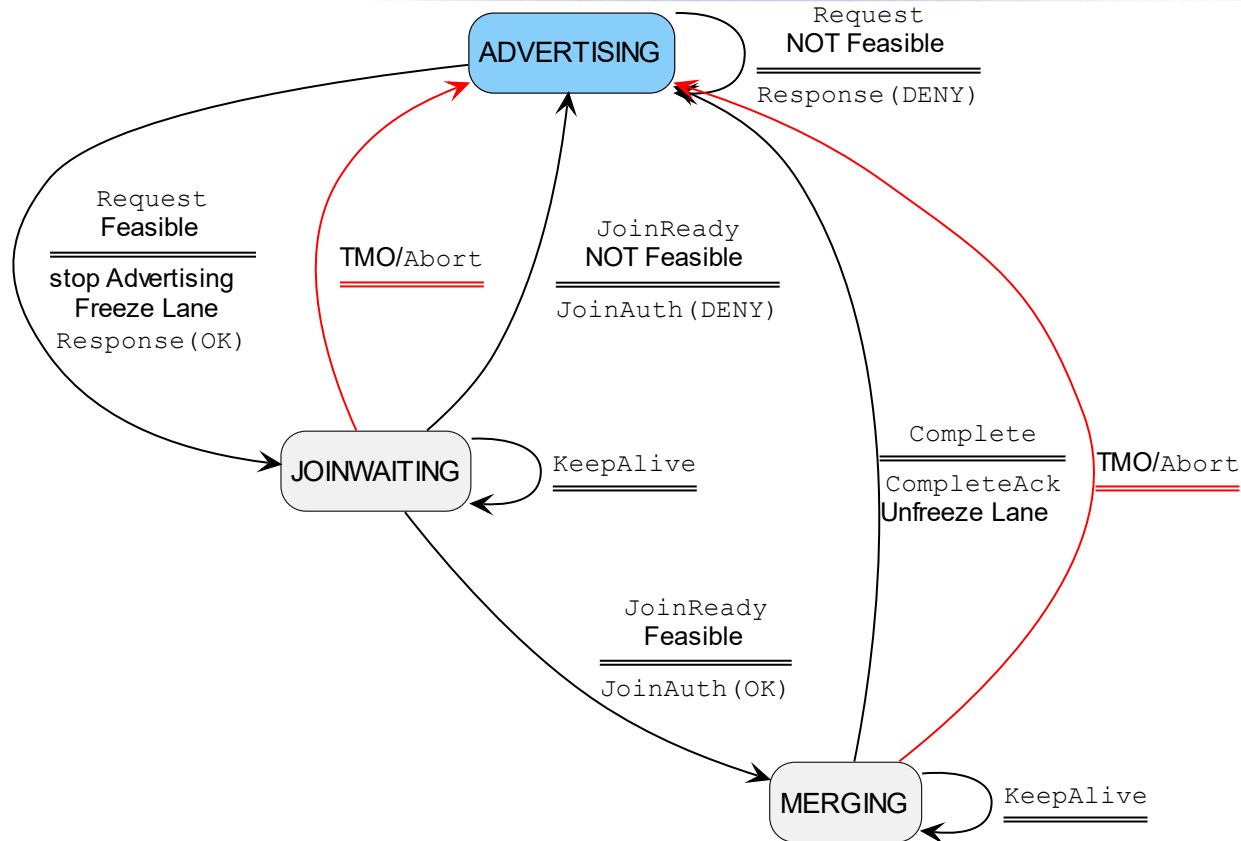 ADVERTISING
Request
NOT Feasible
Response(DENY)
Request
Feasible
stop Advertising
Freeze Lane
Response(OK)
TMO/Abort
JoinReady
NOT Feasible
JoinAuth(DENY)
JOINWAITING
KeepAlive
Complete
CompleteAck
Unfreeze Lane
TMO/Abort
JoinReady
Feasible
JoinAuth(OK)
MERGING
KeepAlive